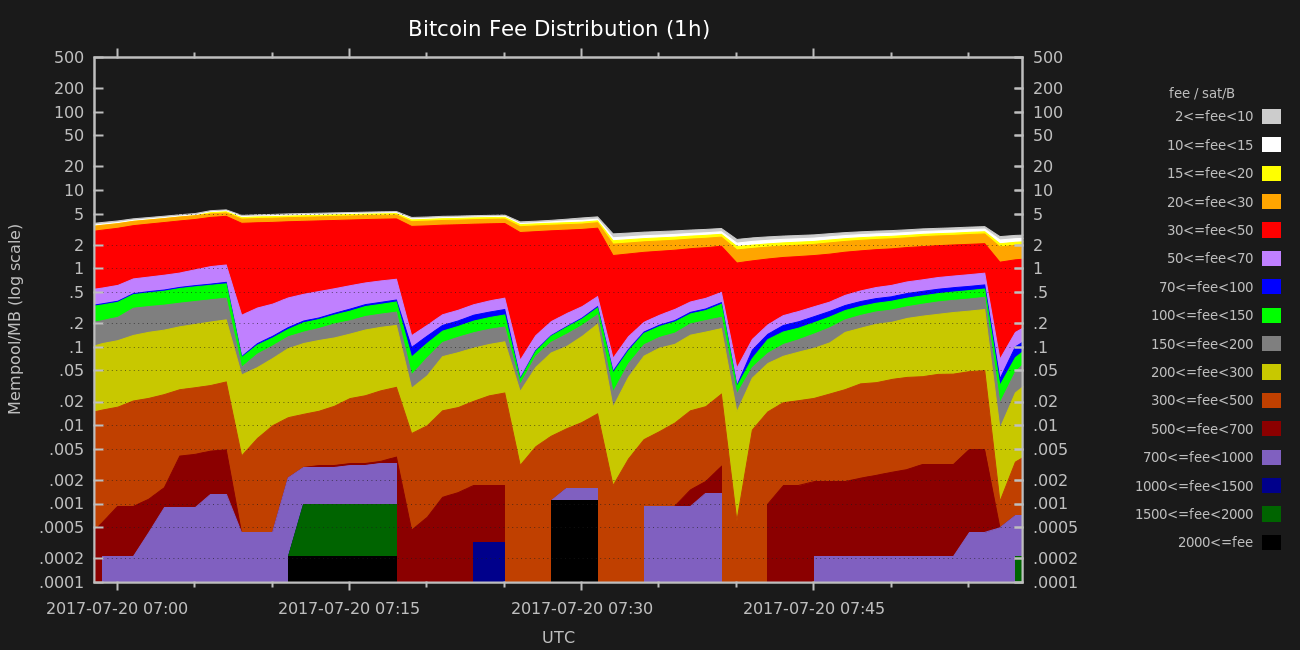 Bitcoin Fee Distribution (1h)
500 500
200 200
100 100
50 50
20 20
10 10
5 5
2 2
1 1
.5 .5
.2 .2
.1 .1
.05 .05
.02 .02
.01 .01
.005 .005
.002 .002
.001 .001
.0005 .0005
.0002 .0002
.0001 .0001
Mempool/MB (log scale)
2017-07-20 07:00 2017-07-20 07:15 2017-07-20 07:30 2017-07-20 07:45
UTC
fee / sat/B
2<=fee<10
10<=fee<15
15<=fee<20
20<=fee<30
30<=fee<50
50<=fee<70
70<=fee<100
100<=fee<150
150<=fee<200
200<=fee<300
300<=fee<500
500<=fee<700
700<=fee<1000
1000<=fee<1500
1500<=fee<2000
2000<=fee